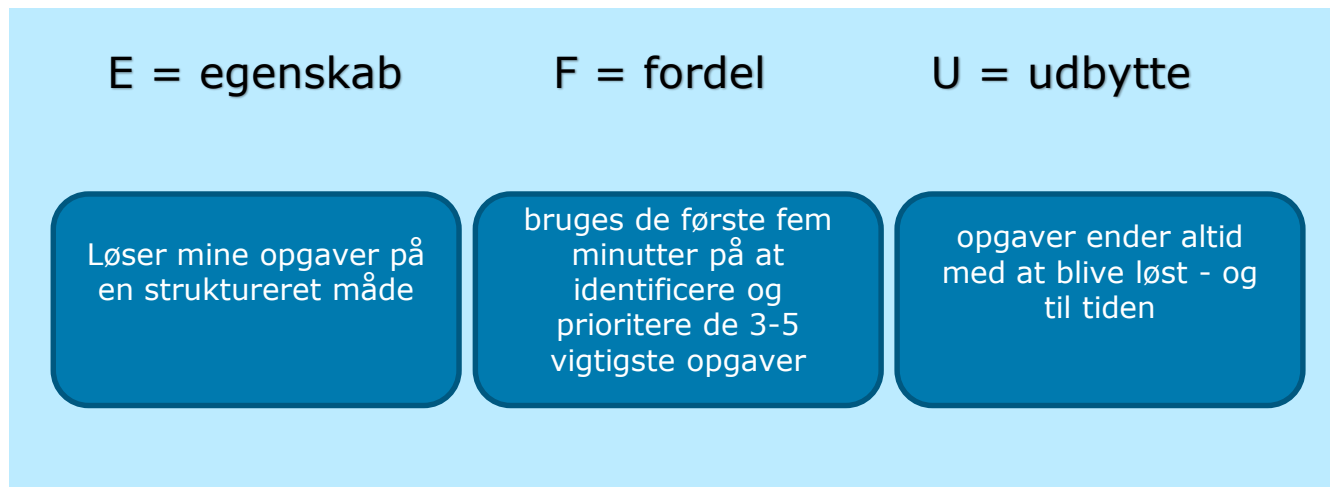 E = egenskab
F = fordel
U = udbytte
Løser mine opgaver på
en struktureret måde
bruges de første fem
minutter på at
identificere og
prioritere de 3-5
vigtigste opgaver
opgaver ender altid
med at blive løst - og
til tiden